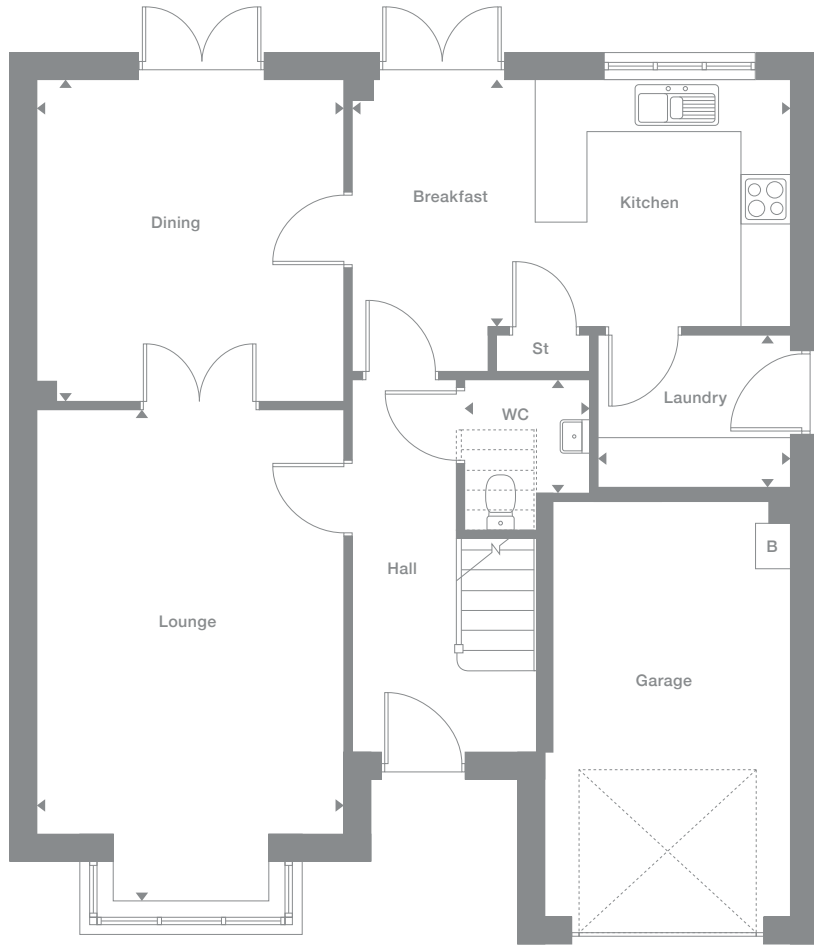 Breakfast
Kitchen
Dining
St
Laundry
WC
B
Hall
Lounge
Garage